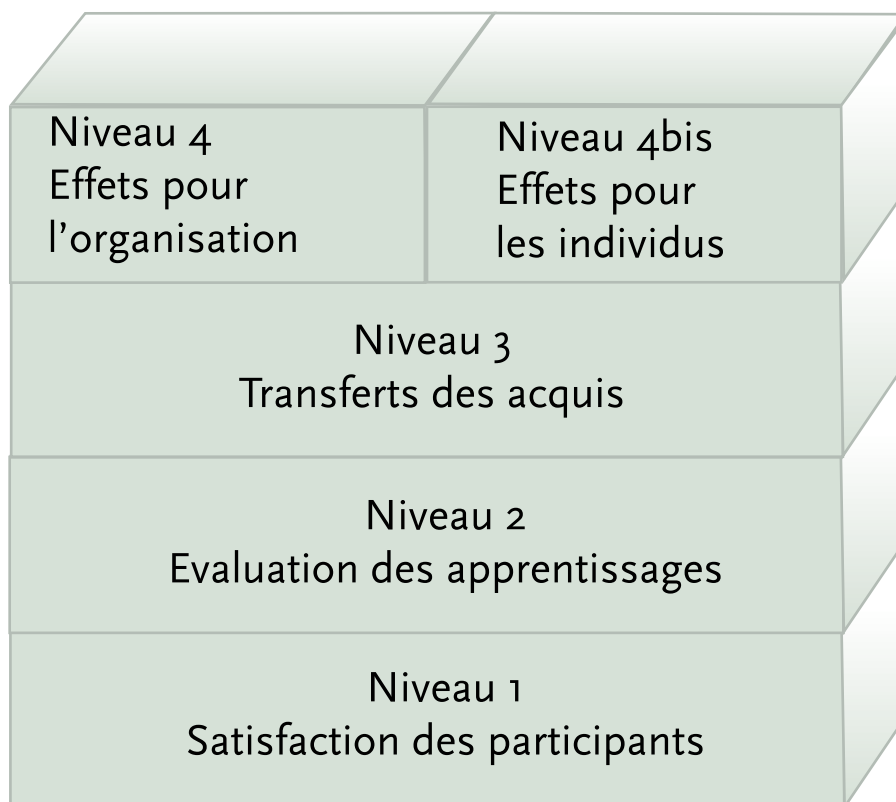 Niveau 4
Effets pour
l’organisation
Niveau 4bis
Effets pour
les individus
Niveau 3
Transferts des acquis
Niveau 2
Evaluation des apprentissages
Niveau 1
Satisfaction des participants